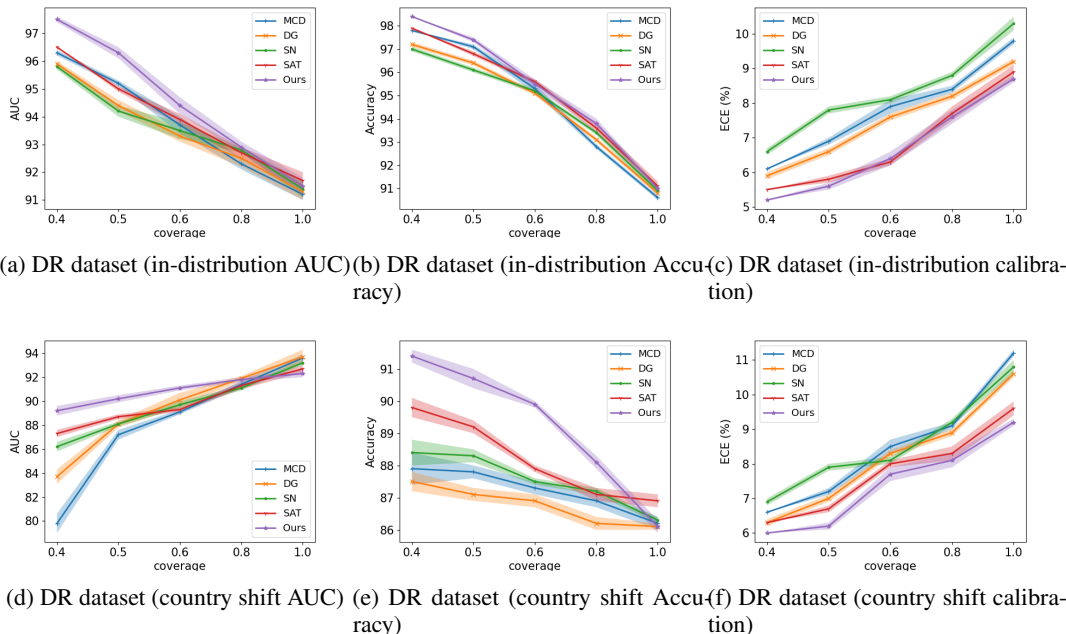 97
96
95
94
93
92
91
AUC
0.4 0.5 0.6 0.8 1.0
coverage
MCD
DG
SN
SAT
Ours
98
97
96
95
94
93
92
91
Accuracy
0.4 0.5 0.6 0.8 1.0
coverage
MCD
DG
SN
SAT
Ours
10
9
8
7
6
5
ECE (%)
0.4 0.5 0.6 0.8 1.0
coverage
MCD
DG
SN
SAT
Ours
(a) DR dataset (in-distribution AUC)
(b) DR dataset (in-distribution Accu-
racy)
(c) DR dataset (in-distribution calibra-
tion)
94
92
90
88
86
84
82
80
AUC
0.4 0.5 0.6 0.8 1.0
coverage
MCD
DG
SN
SAT
Ours
91
90
89
88
87
86
Accuracy
0.4 0.5 0.6 0.8 1.0
coverage
MCD
DG
SN
SAT
Ours
11
10
9
8
7
6
ECE (%)
0.4 0.5 0.6 0.8 1.0
coverage
MCD
DG
SN
SAT
Ours
(d) DR dataset (country shift AUC)
(e) DR dataset (country shift Accu-
racy)
(f) DR dataset (country shift calibra-
tion)